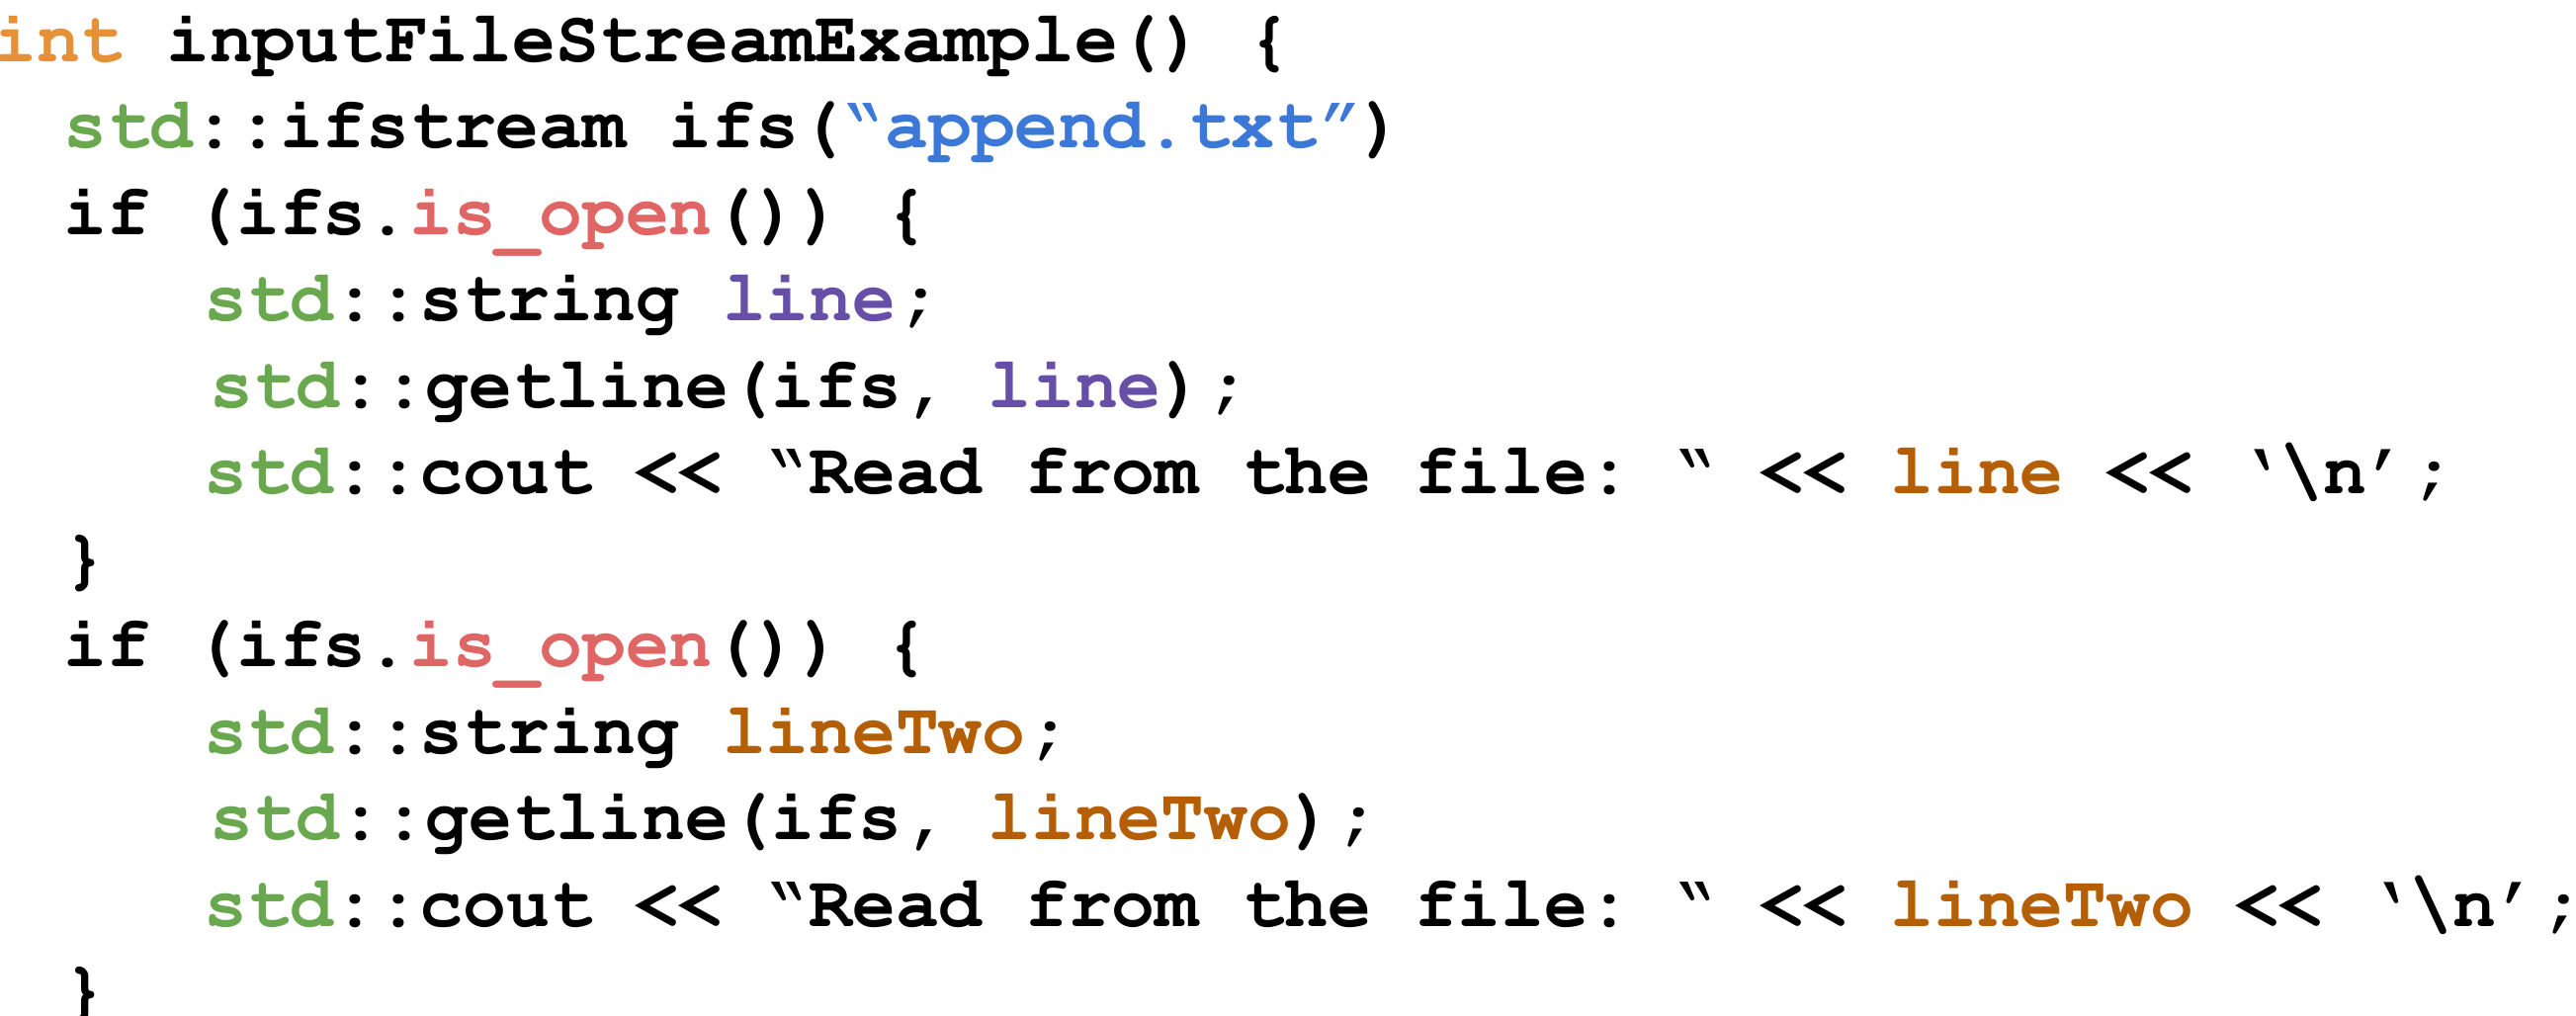 int inputFileStreamExample() {
  std::ifstream ifs(“append.txt”)
  if (ifs.is_open()) {
    std::string line;
    std::getline(ifs, line);
    std::cout << “Read from the file: “ << line << ‘\n’;
  }
  if (ifs.is_open()) {
    std::string lineTwo;
    std::getline(ifs, lineTwo);
    std::cout << “Read from the file: “ << lineTwo << ‘\n’;
  }